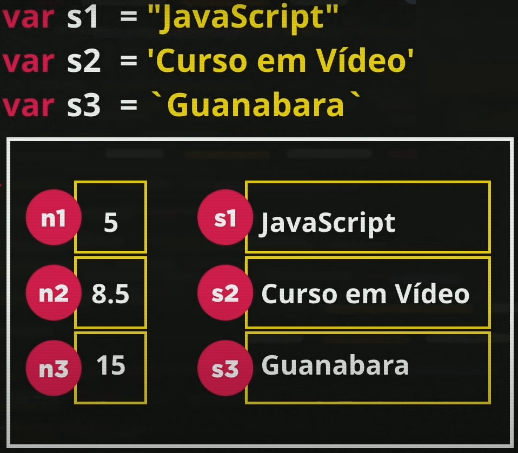 var s1 = "JavaScript"
var s2 = 'Curso em Vídeo'
var s3 = `Guanabara`
n1 5 s1 JavaScript
n2 8.5 s2 Curso em Vídeo
n3 15 s3 Guanabara